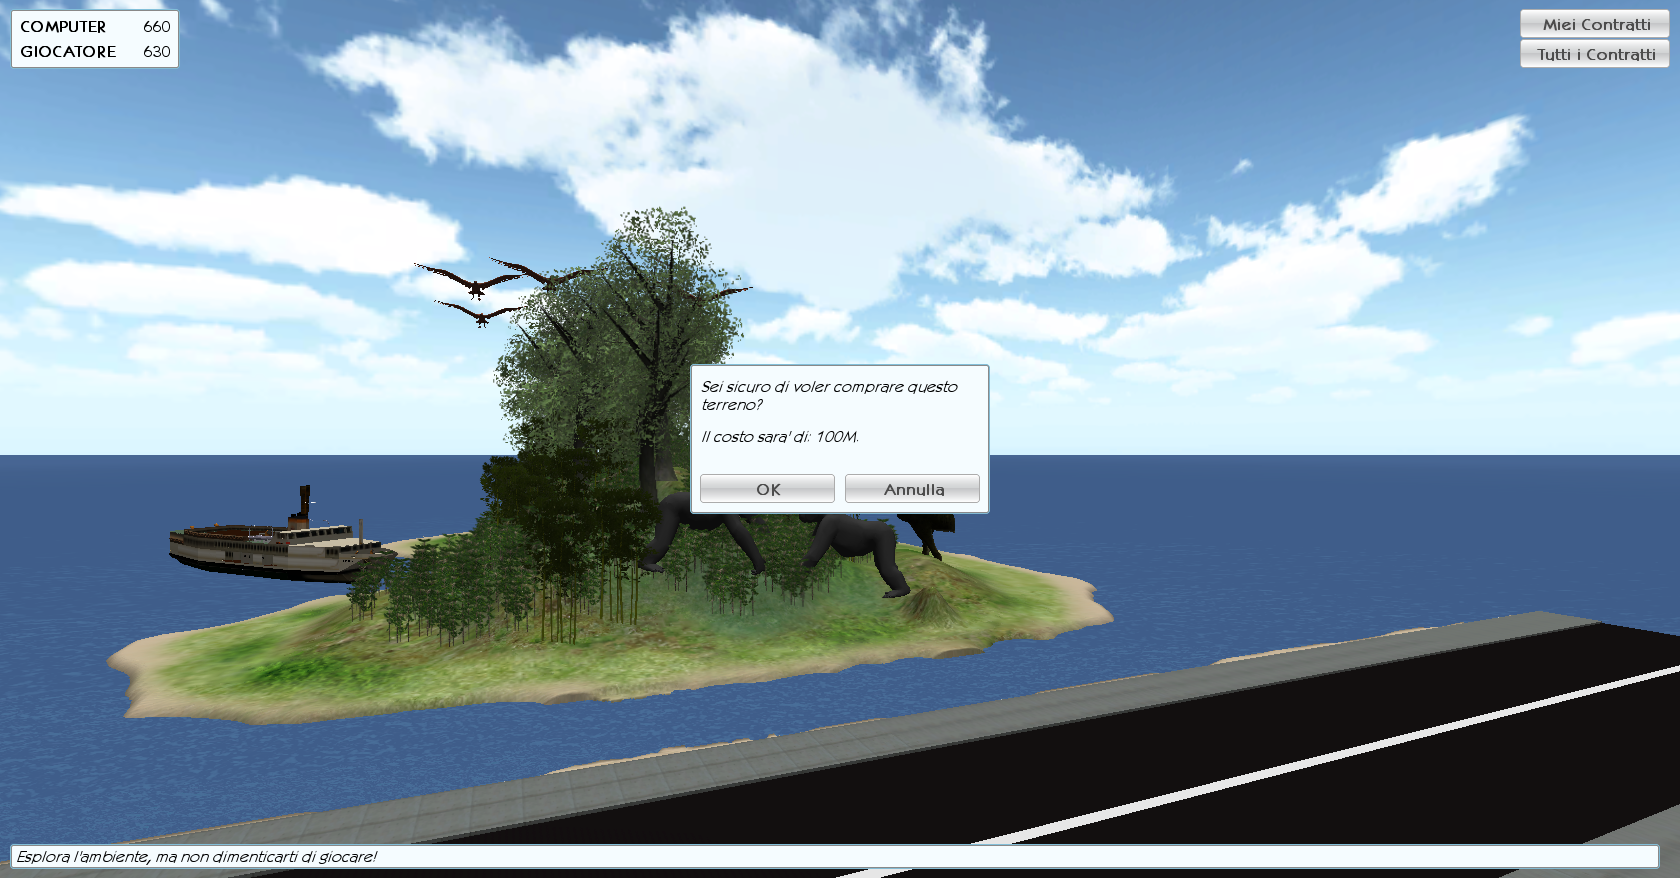 COMPUTER 660
GIOCATORE 630
Miei Contratti
Tutti i Contratti
Sei sicuro di voler comprare questo
terreno?
Il costo sara' di: 100M.
OK
Annulla
Esplora l'ambiente, ma non dimenticarti di giocare!